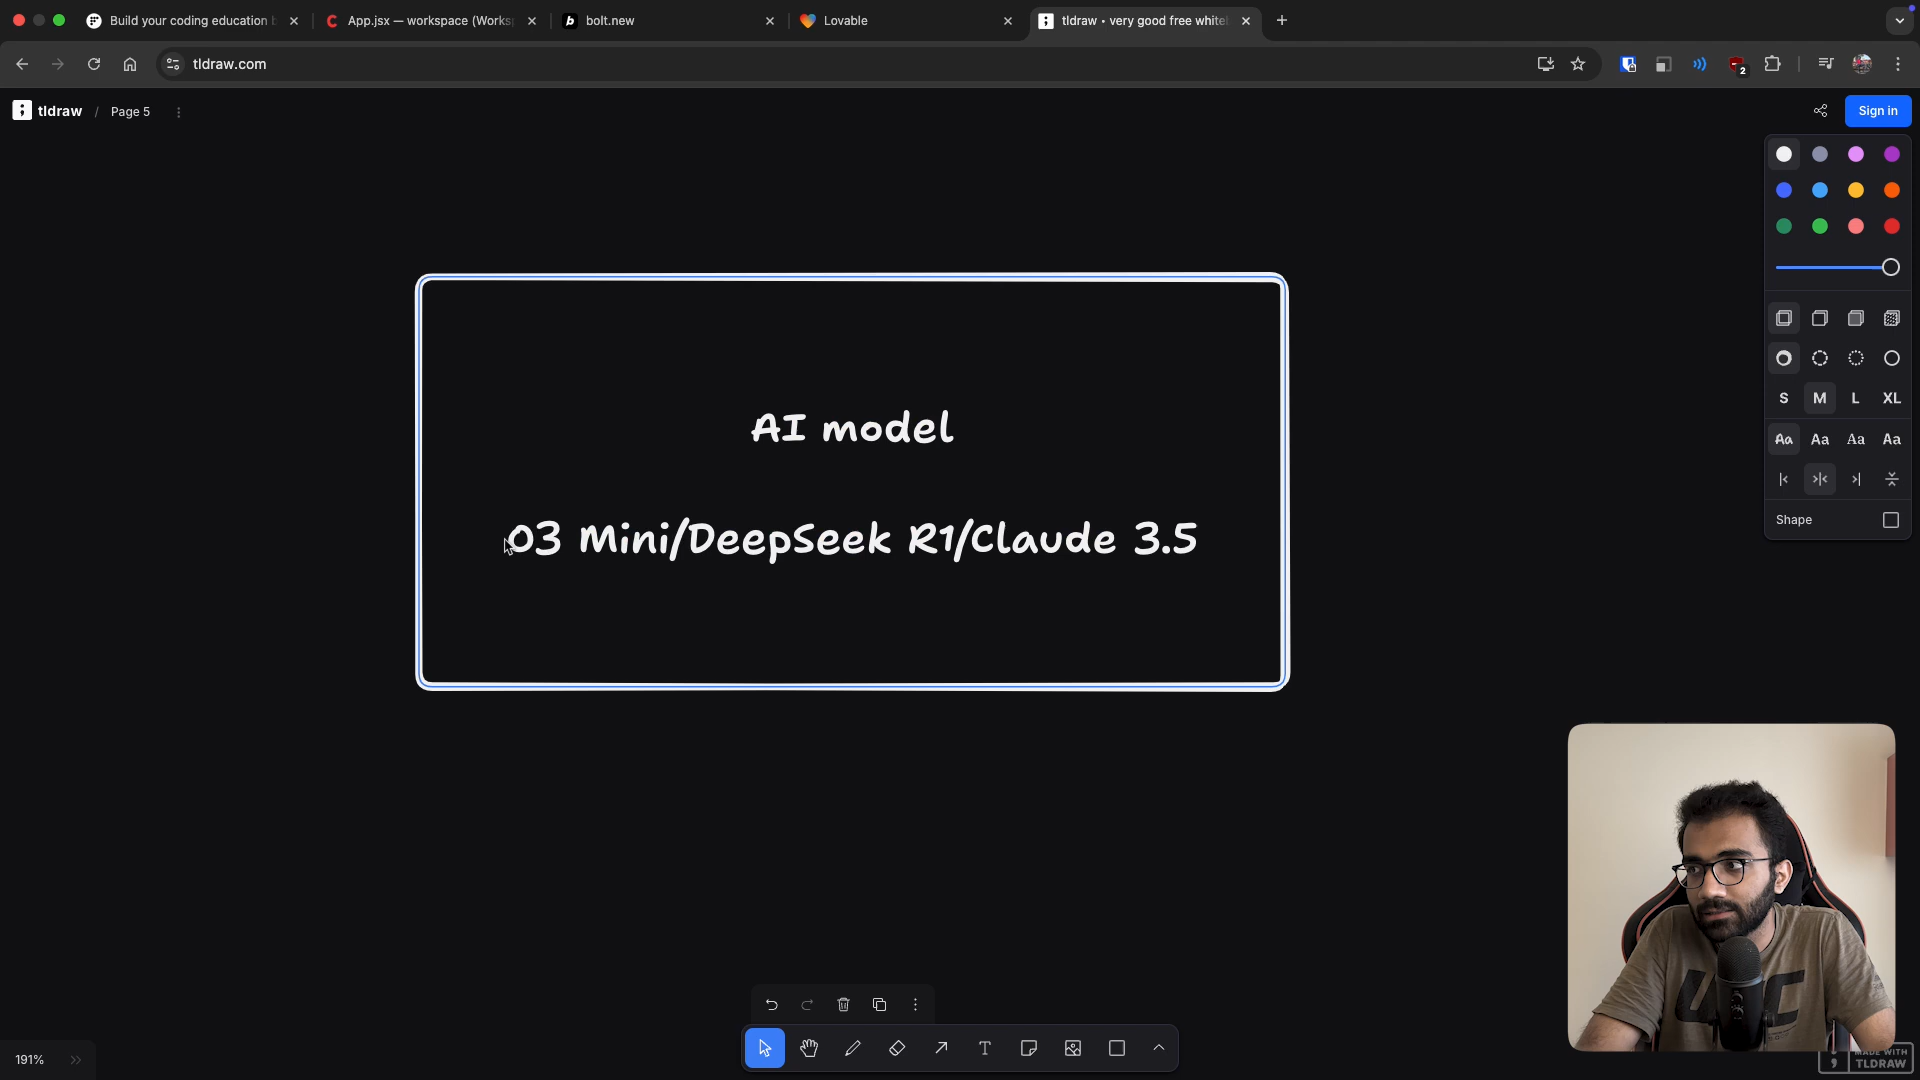 Build your coding education b
App.jsx — workspace (Works
bolt.new
Lovable
tldraw • very good free white
tldraw.com
2
tldraw / Page 5
Sign in
S M L XL
Aa Aa Aa Aa
Shape
AI model
o3 Mini/DeepSeek R1/Claude 3.5
T
191%
MADE WITH
TLDRAW